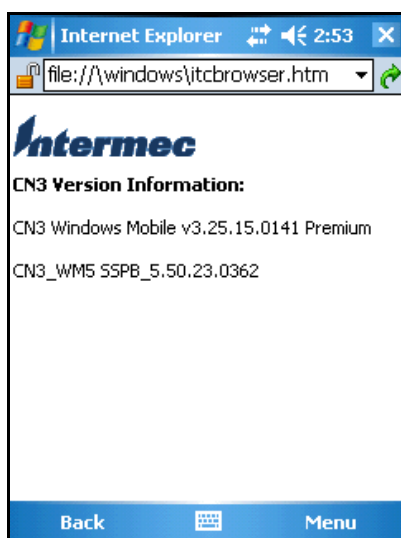 Internet Explorer 2:53
file://\windows\itcbrowser.htm
Intermec
CN3 Version Information:
CN3 Windows Mobile v3.25.15.0141 Premium
CN3_WM5 SSPB_5.50.23.0362
Back Menu